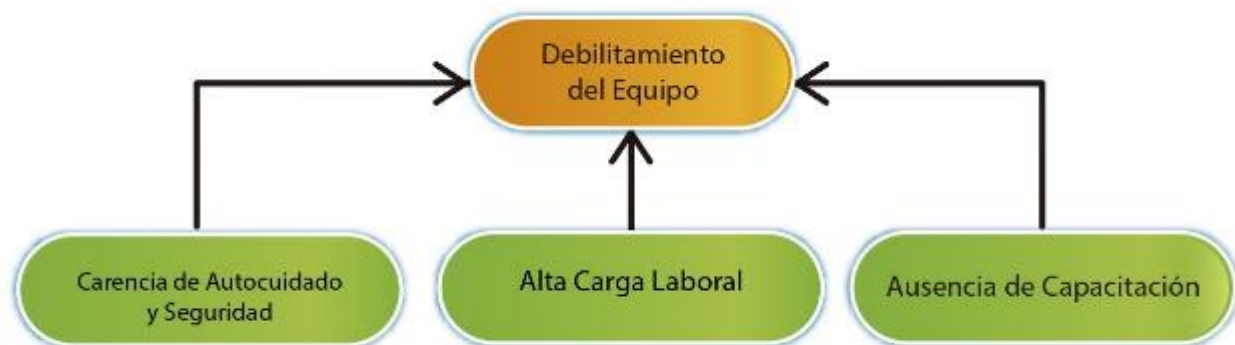 Debilitamiento
del Equipo
Carencia de Autocuidado
y Seguridad
Alta Carga Laboral
Ausencia de Capacitación